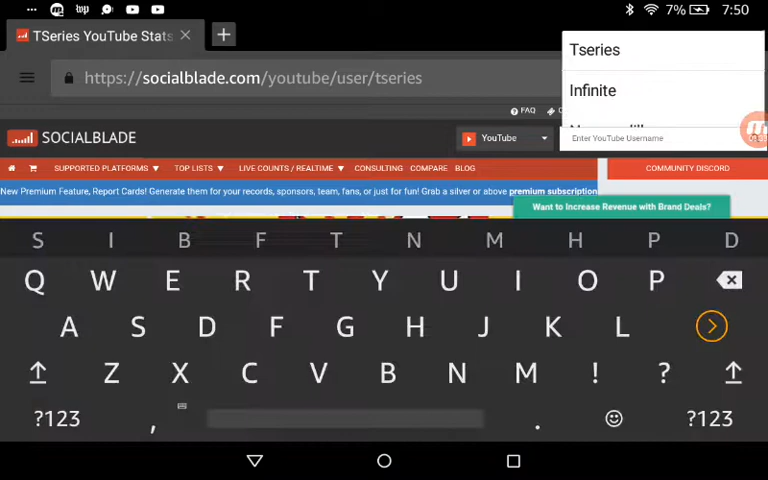 7% 7:50
TSeries YouTube Stats
https://socialblade.com/youtube/user/tseries
Tseries
Infinite
FAQ
SOCIALBLADE
YouTube
Enter YouTube Username
SUPPORTED PLATFORMS TOP LISTS LIVE COUNTS / REALTIME CONSULTING COMPARE BLOG COMMUNITY DISCORD
New Premium Feature, Report Cards! Generate them for your records, sponsors, team, fans, or just for fun! Grab a silver or above premium subscription
Want to Increase Revenue with Brand Deals?
S I B F T N M H P D
Q W E R T Y U I O P
A S D F G H J K L
Z X C V B N M ! ?
?123 , . ?123